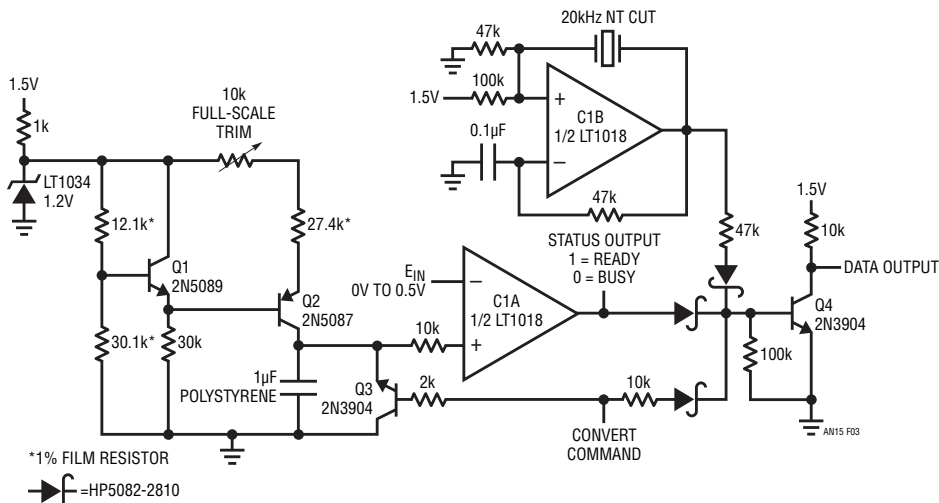 20kHz NT CUT
47k
1.5V
100k
+
C1B
1/2 LT1018
–
0.1µF
47k
1.5V
1k
10k
FULL-SCALE
TRIM
LT1034
1.2V
12.1k*
27.4k*
Q1
2N5089
Q2
2N5087
30.1k*
30k
1µF
POLYSTYRENE
EIN
0V TO 0.5V
–
C1A
1/2 LT1018
+
10k
STATUS OUTPUT
1 = READY
0 = BUSY
47k
1.5V
10k
DATA OUTPUT
Q4
2N3904
100k
Q3
2N3904
2k
10k
CONVERT
COMMAND
AN15 F03
*1% FILM RESISTOR
=HP5082-2810